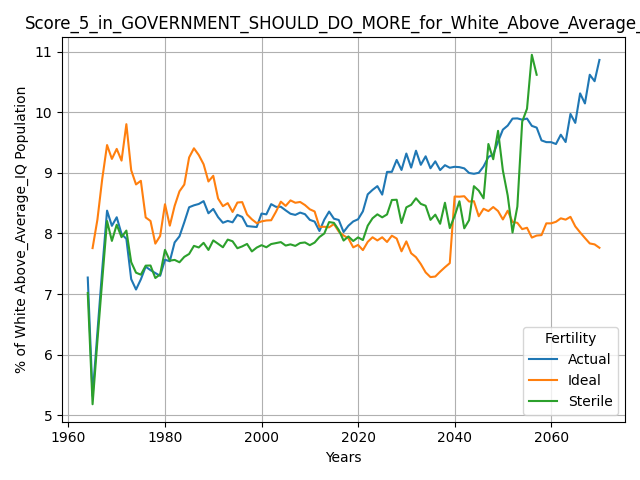 Score_5_in_GOVERNMENT_SHOULD_DO_MORE_for_White_Above_Average_
% of White Above_Average_IQ Population
11
10
9
8
7
6
5
1960
1980
2000
2020
2040
2060
Years
Fertility
Actual
Ideal
Sterile